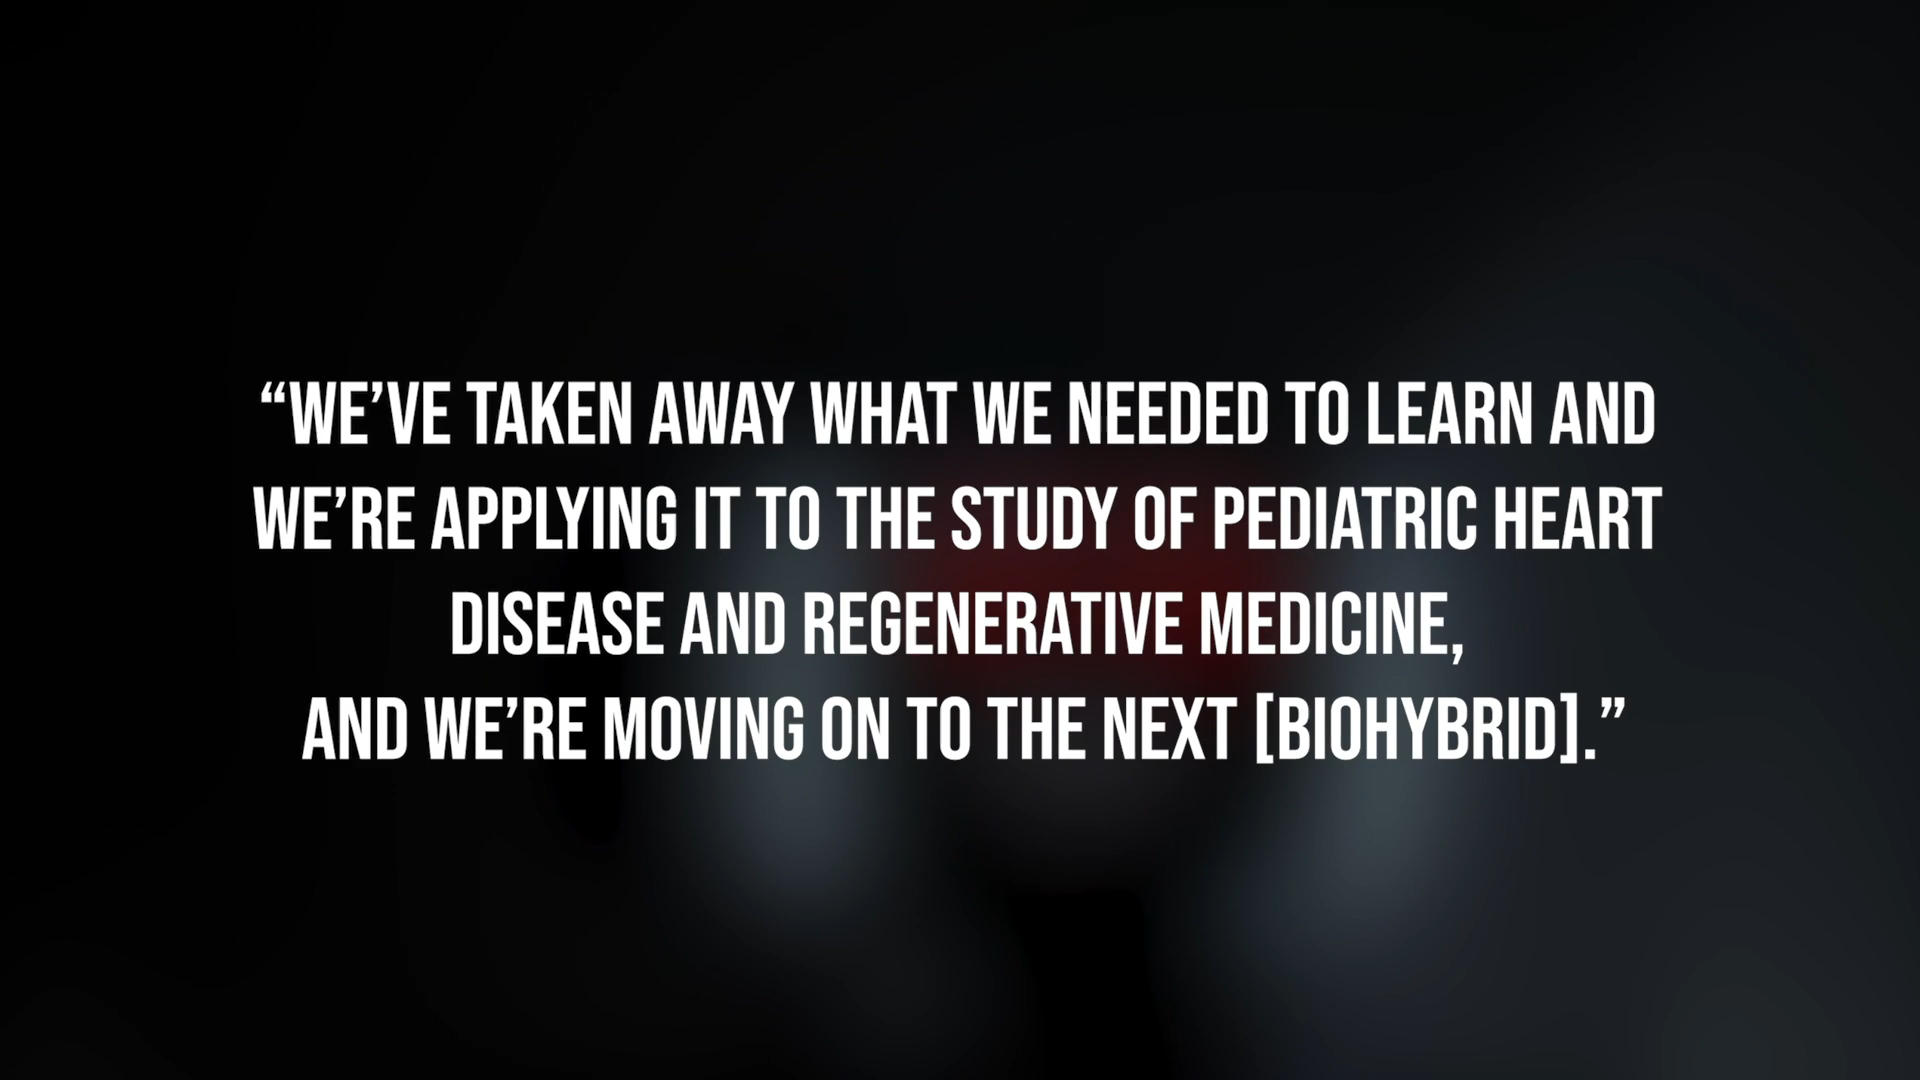 “WE’VE TAKEN AWAY WHAT WE NEEDED TO LEARN AND
WE’RE APPLYING IT TO THE STUDY OF PEDIATRIC HEART
DISEASE AND REGENERATIVE MEDICINE,
AND WE’RE MOVING ON TO THE NEXT [BIOHYBRID].”